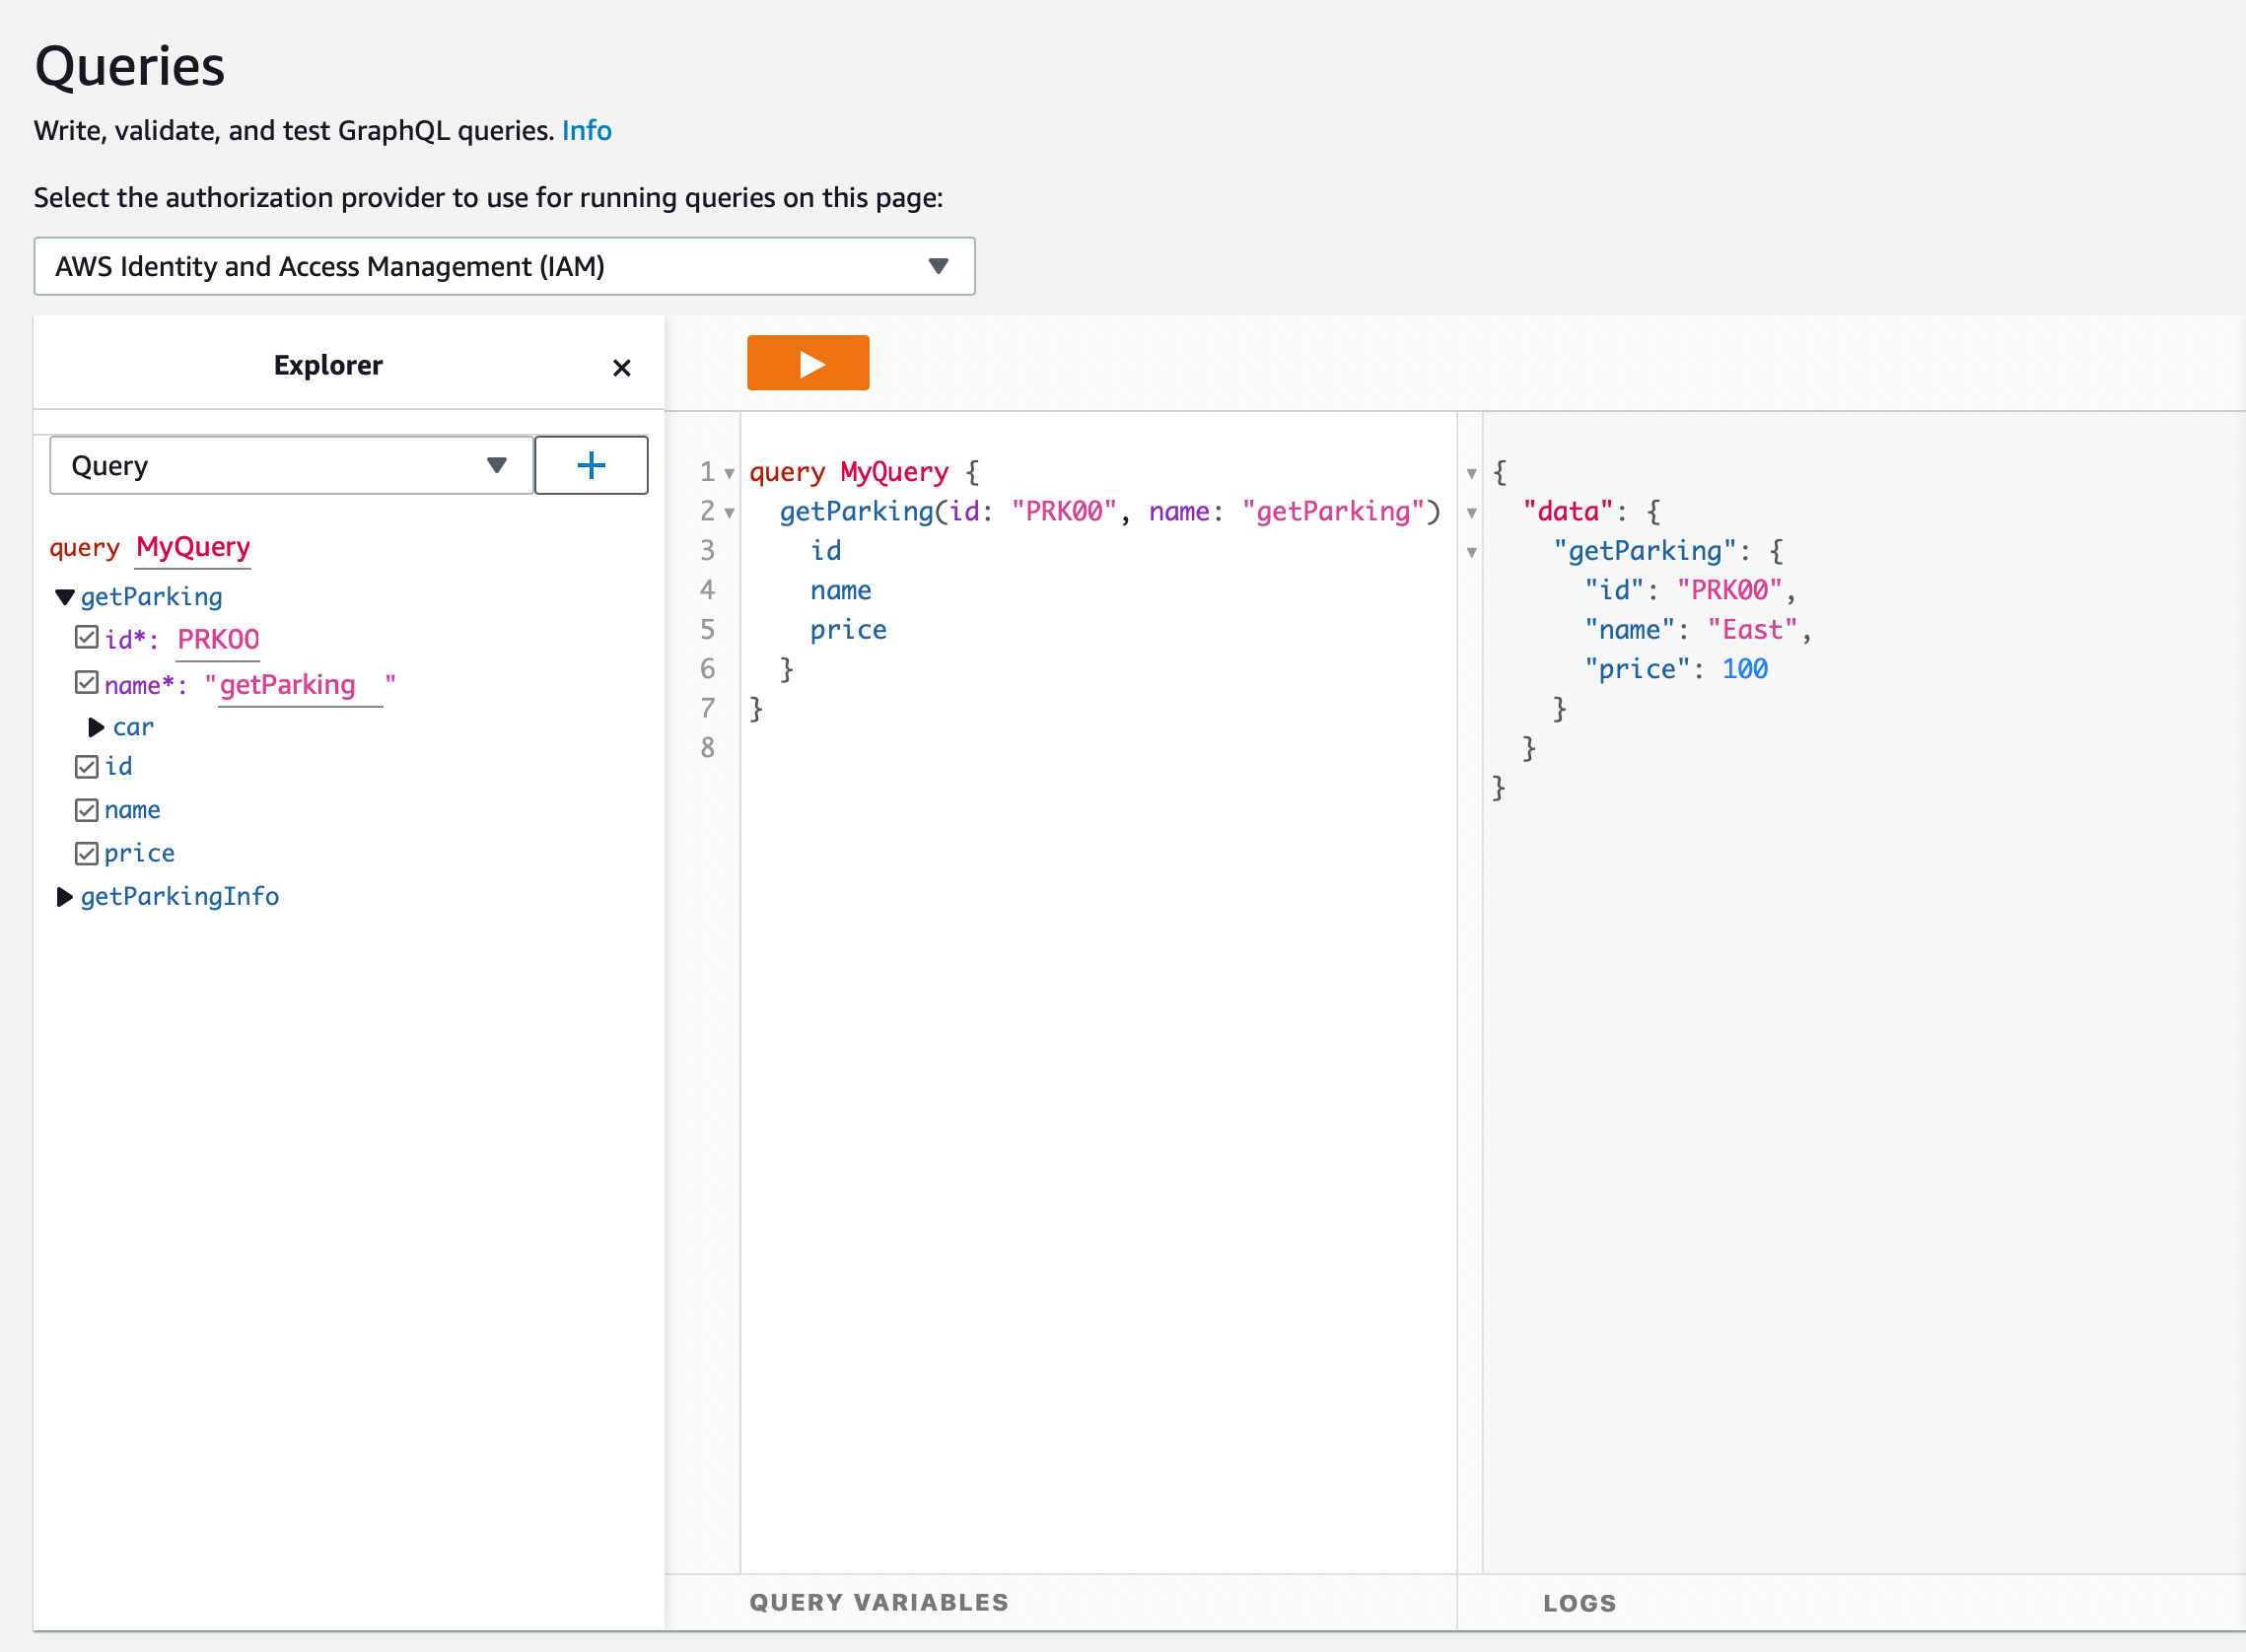 Queries
Write, validate, and test GraphQL queries. Info
Select the authorization provider to use for running queries on this page:
AWS Identity and Access Management (IAM)
Explorer
Query
query MyQuery
getParking
id*: PRK00
name*: "getParking "
car
id
name
price
getParkingInfo
1 query MyQuery {
2 getParking(id: "PRK00", name: "getParking")
3 id
4 name
5 price
6 }
7 }
8
{
"data": {
"getParking": {
"id": "PRK00",
"name": "East",
"price": 100
}
}
}
QUERY VARIABLES
LOGS